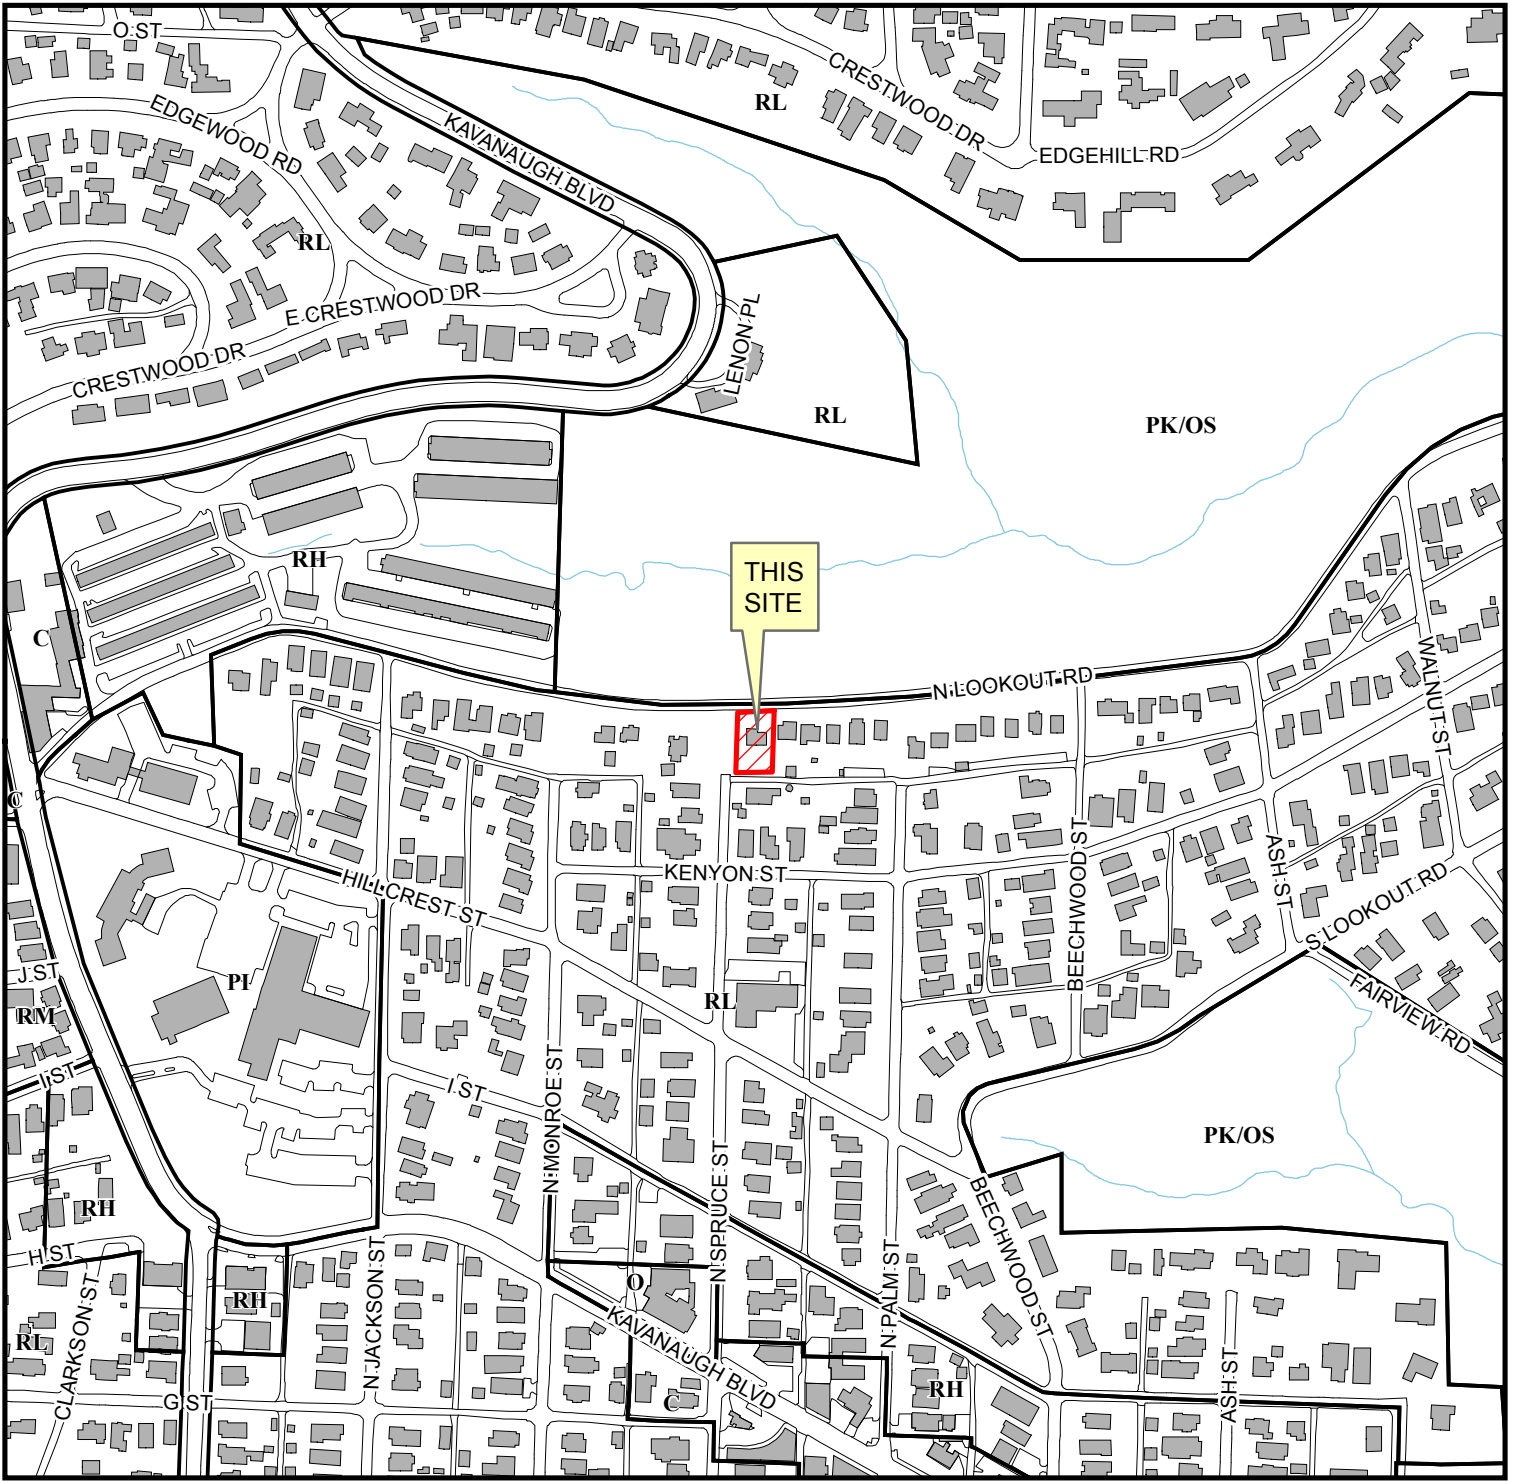 O ST
EDGEWOOD RD
KAVANAUGH BLVD
RL
CRESTWOOD DR
EDGEHILL RD
RL
E CRESTWOOD DR
LENON PL
CRESTWOOD DR
RL
PK/OS
RH
THIS
SITE
C
N LOOKOUT RD
WALNUT ST
C
KENYON ST
HILLCREST ST
BEECHWOOD ST
ASH ST
S LOOKOUT RD
J ST
PI
RL
FAIRVIEW RD
RM
I ST
I ST
N MONROE ST
PK/OS
RH
N SPRUCE ST
BEECHWOOD ST
H ST
N JACKSON ST
N PALM ST
O
RH
CLARKSON ST
KAVANAUGH BLVD
RL
RH
ASH ST
G ST
C